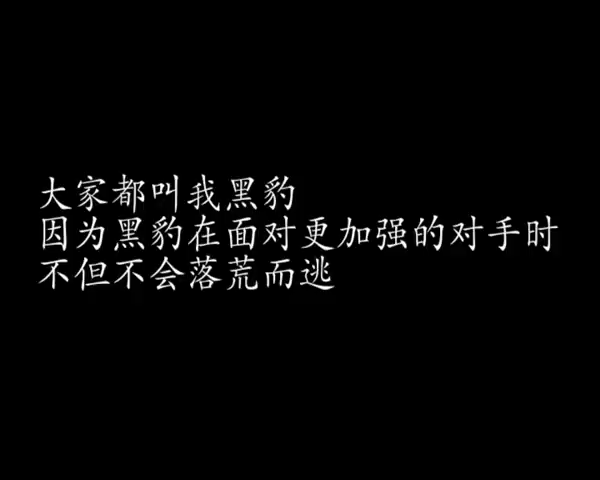 大家都叫我黑豹
因为黑豹在面对更加强的对手时
不但不会落荒而逃